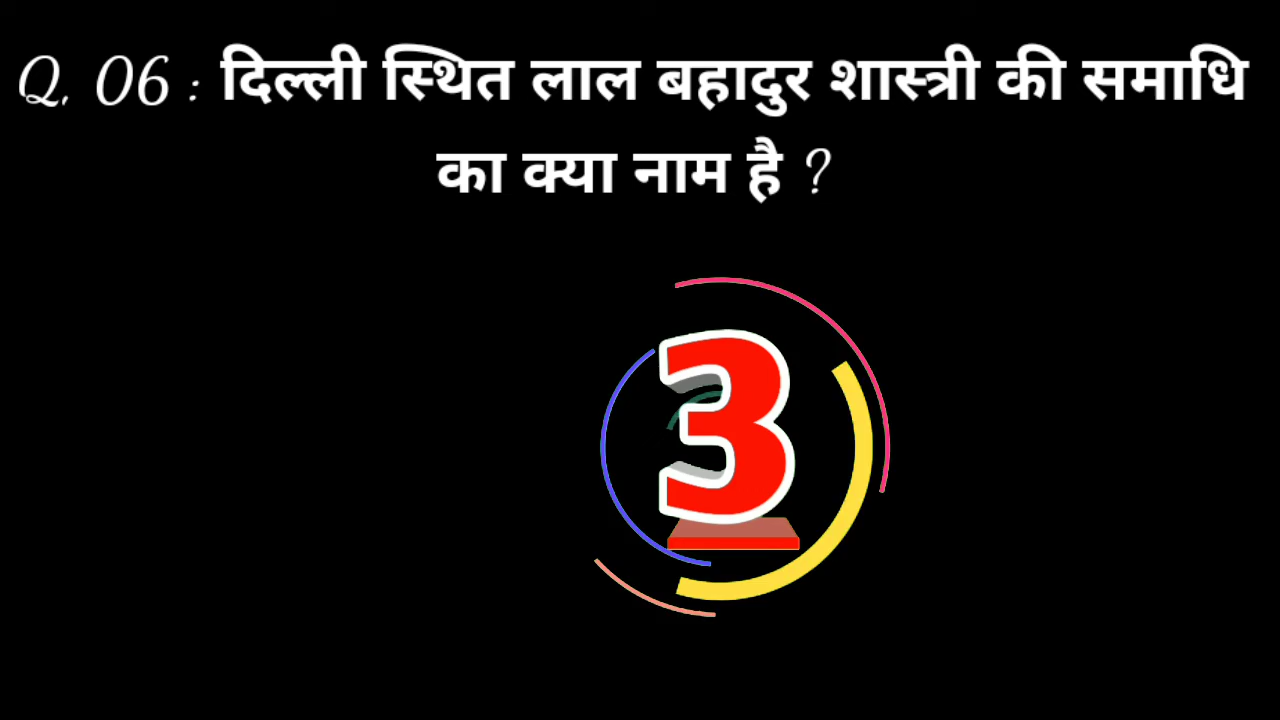 Q. 06 : दिल्ली स्थित लाल बहादुर शास्त्री की समाधि
का क्या नाम है ?
3